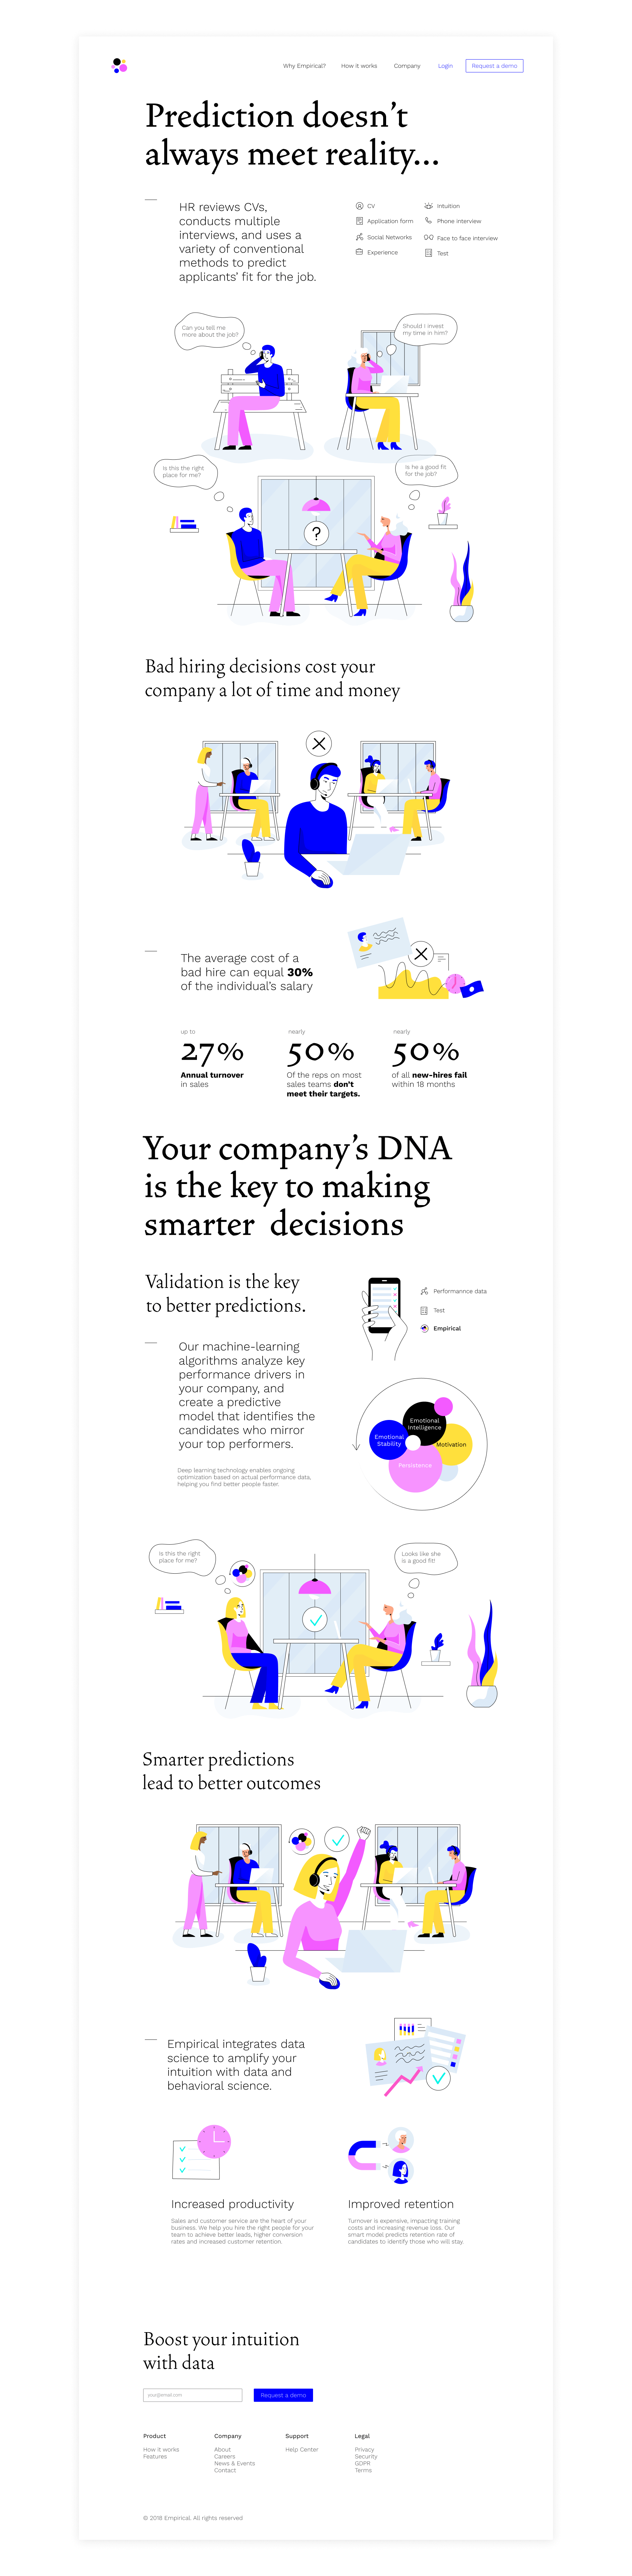 Why Empirical?
How it works
Company
Login
Request a demo
Prediction doesn't
always meet reality...
HR reviews CVs,
conducts multiple
interviews, and uses a
variety of conventional
methods to predict
applicants' fit for the job.
CV
Intuition
Application form
Phone interview
Social Networks
Face to face interview
Experience
Test
Can you tell me
more about the job?
Should I invest
my time in him?
Is this the right
place for me?
Is he a good fit
for the job?
?
Bad hiring decisions cost your
company a lot of time and money
The average cost of a
bad hire can equal 30%
of the individual's salary
up to
27%
Annual turnover
in sales
nearly
50%
Of the reps on most
sales teams don't
meet their targets.
nearly
50%
of all new-hires fail
within 18 months
Your company's DNA
is the key to making
smarter decisions
Validation is the key
to better predictions.
Performannce data
Test
Empirical
Our machine-learning
algorithms analyze key
performance drivers in
your company, and
create a predictive
model that identifies the
candidates who mirror
your top performers.
Deep learning technology enables ongoing
optimization based on actual performance data,
helping you find better people faster.
Emotional
Intelligence
Emotional
Stability
Motivation
Persistence
Is this the right
place for me?
Looks like she
is a good fit!
Smarter predictions
lead to better outcomes
Empirical integrates data
science to amplify your
intuition with data and
behavioral science.
Increased productivity
Sales and customer service are the heart of your
business. We help you hire the right people for your
team to achieve better leads, higher conversion
rates and increased customer retention.
Improved retention
Turnover is expensive, impacting training
costs and increasing revenue loss. Our
smart model predicts retention rate of
candidates to identify those who will stay.
Boost your intuition
with data
your@email.com
Request a demo
Product
How it works
Features
Company
About
Careers
News & Events
Contact
Support
Help Center
Legal
Privacy
Security
GDPR
Terms
© 2018 Empirical. All rights reserved